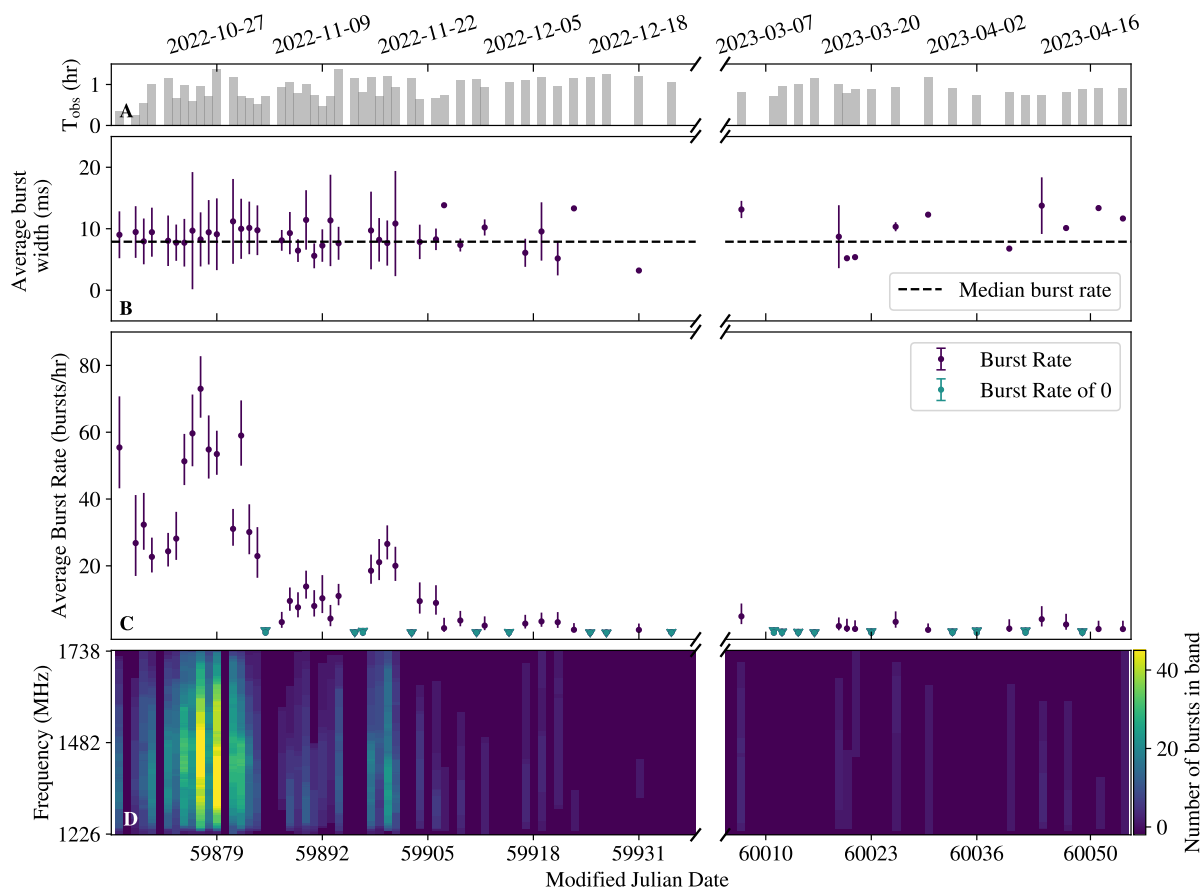 2022-10-27 2022-11-09 2022-11-22 2022-12-05 2022-12-18 2023-03-07 2023-03-20 2023-04-02 2023-04-16
T_obs (hr)
1
0
A
Average burst
width (ms)
20
10
0
B
Median burst rate
Average Burst Rate (bursts/hr)
80
60
40
20
C
Burst Rate
Burst Rate of 0
Frequency (MHz)
1738
1482
1226
D
40
20
0
Number of bursts in band
59879 59892 59905 59918 59931 60010 60023 60036 60050
Modified Julian Date